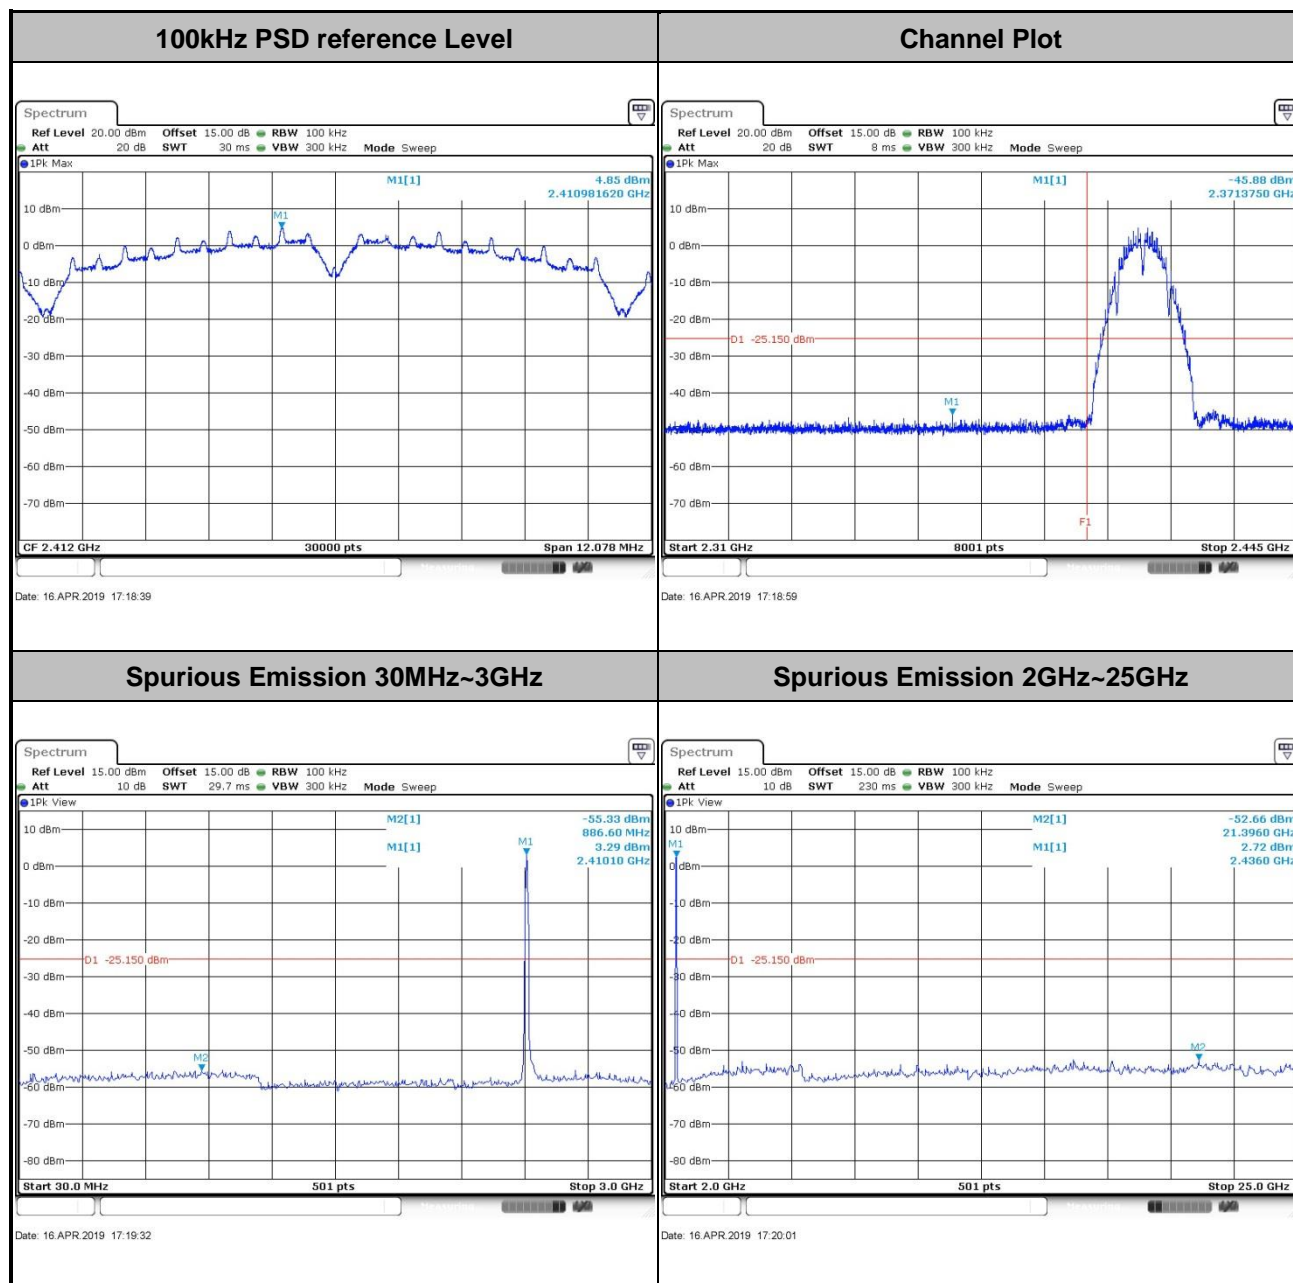 100kHz PSD reference Level
Channel Plot
Spectrum
Ref Level 20.00 dBm Offset 15.00 dB RBW 100 kHz
Att 20 dB SWT 30 ms VBW 300 kHz Mode Sweep
1Pk Max
M1[1] 4.85 dBm
2.410981620 GHz
M1
10 dBm
0 dBm
-10 dBm
-20 dBm
-30 dBm
-40 dBm
-50 dBm
-60 dBm
-70 dBm
CF 2.412 GHz 30000 pts Span 12.078 MHz
Date: 16.APR.2019 17:18:39
Spectrum
Ref Level 20.00 dBm Offset 15.00 dB RBW 100 kHz
Att 20 dB SWT 8 ms VBW 300 kHz Mode Sweep
1Pk Max
M1[1] -45.88 dBm
2.3713750 GHz
10 dBm
0 dBm
-10 dBm
-20 dBm
D1 -25.150 dBm
-30 dBm
-40 dBm
M1
-50 dBm
-60 dBm
-70 dBm
F1
Start 2.31 GHz 8001 pts Stop 2.445 GHz
Date: 16.APR.2019 17:18:59
Spurious Emission 30MHz~3GHz
Spurious Emission 2GHz~25GHz
Spectrum
Ref Level 15.00 dBm Offset 15.00 dB RBW 100 kHz
Att 10 dB SWT 29.7 ms VBW 300 kHz Mode Sweep
1Pk View
M2[1] -55.33 dBm
886.60 MHz
M1[1] 3.29 dBm
2.41010 GHz
M1
10 dBm
0 dBm
-10 dBm
-20 dBm
D1 -25.150 dBm
-30 dBm
-40 dBm
-50 dBm
M2
-60 dBm
-70 dBm
-80 dBm
Start 30.0 MHz 501 pts Stop 3.0 GHz
Date: 16.APR.2019 17:19:32
Spectrum
Ref Level 15.00 dBm Offset 15.00 dB RBW 100 kHz
Att 10 dB SWT 230 ms VBW 300 kHz Mode Sweep
1Pk View
M2[1] -52.66 dBm
21.3960 GHz
M1[1] 2.72 dBm
2.4360 GHz
10 dBm
M1
0 dBm
-10 dBm
-20 dBm
D1 -25.150 dBm
-30 dBm
-40 dBm
-50 dBm
M2
-60 dBm
-70 dBm
-80 dBm
Start 2.0 GHz 501 pts Stop 25.0 GHz
Date: 16.APR.2019 17:20:01